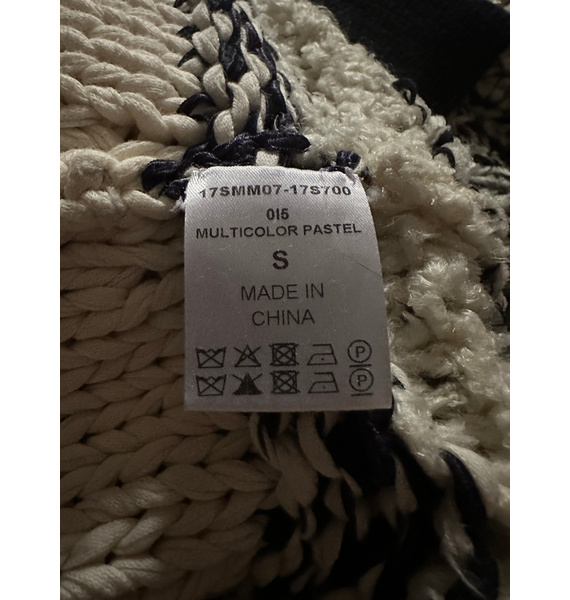 17SMM07-17S700
015
MULTICOLOR PASTEL
S
MADE IN
CHINA
P
P